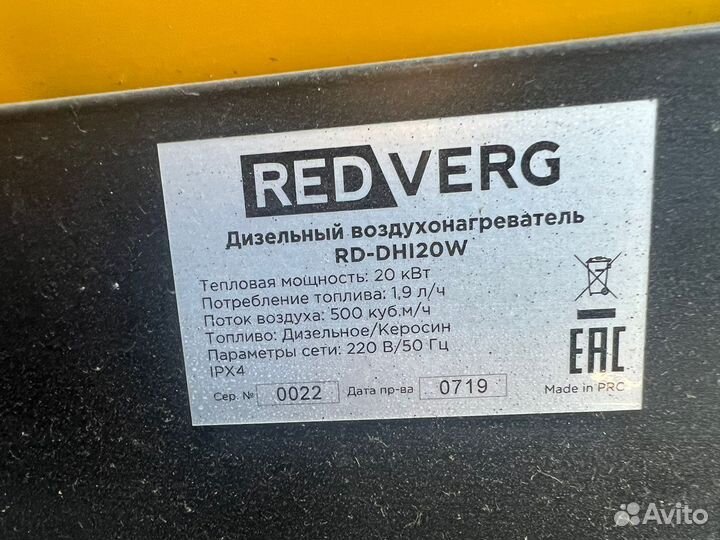 REDVERG
Дизельный воздухонагреватель
RD-DHI20W
Тепловая мощность: 20 кВт
Потребление топлива: 1,9 л/ч
Поток воздуха: 500 куб.м/ч
Топливо: Дизельное/Керосин
Параметры сети: 220 В/50 Гц
IPX4
Сер. № 0022 Дата пр-ва 0719
EAC
Made in PRC
Avito